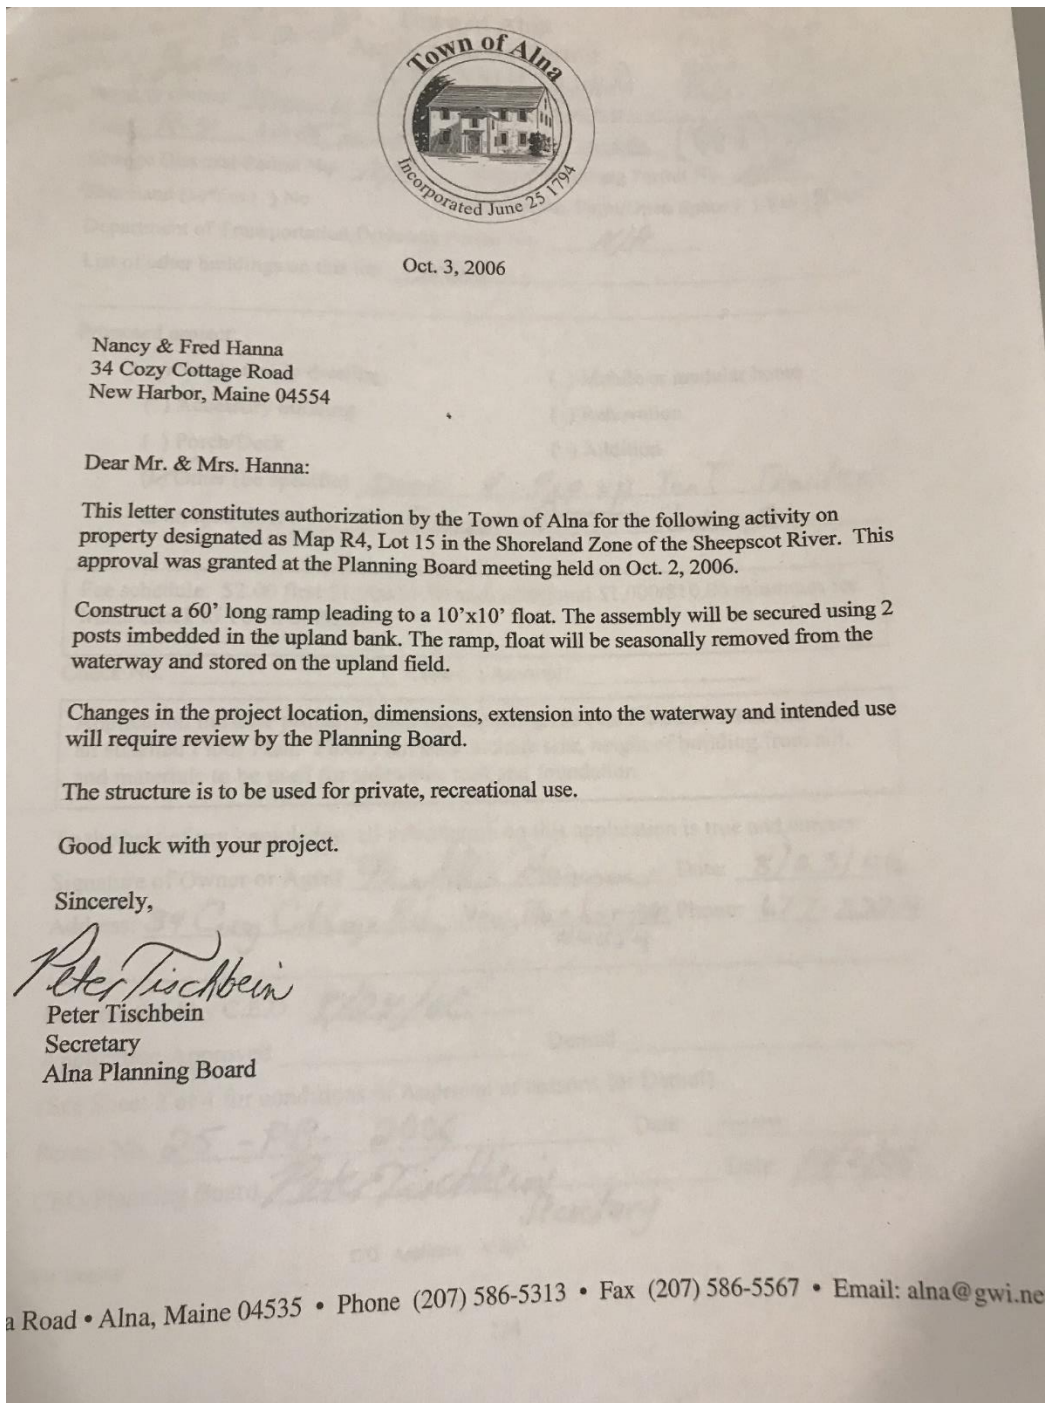 Town of Alna
Incorporated June 25 1794
Oct. 3, 2006
Nancy & Fred Hanna
34 Cozy Cottage Road
New Harbor, Maine 04554
Dear Mr. & Mrs. Hanna:
This letter constitutes authorization by the Town of Alna for the following activity on
property designated as Map R4, Lot 15 in the Shoreland Zone of the Sheepscot River. This
approval was granted at the Planning Board meeting held on Oct. 2, 2006.
Construct a 60' long ramp leading to a 10'x10' float. The assembly will be secured using 2
posts imbedded in the upland bank. The ramp, float will be seasonally removed from the
waterway and stored on the upland field.
Changes in the project location, dimensions, extension into the waterway and intended use
will require review by the Planning Board.
The structure is to be used for private, recreational use.
Good luck with your project.
Sincerely,
Peter Tischbein
Peter Tischbein
Secretary
Alna Planning Board
a Road • Alna, Maine 04535 • Phone (207) 586-5313 • Fax (207) 586-5567 • Email: alna@gwi.ne